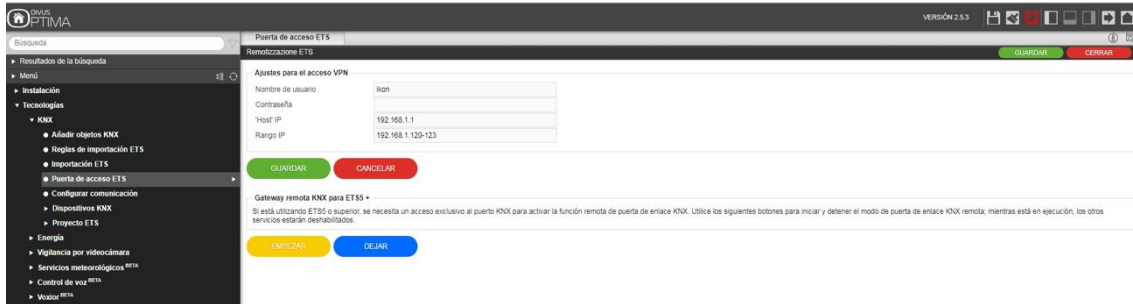 DIVUS
OPTIMA
VERSIÓN 2.5.3
Búsqueda
Resultados de la búsqueda
Menú
Instalación
Tecnologías
KNX
Añadir objetos KNX
Reglas de importación ETS
Importación ETS
Puerta de acceso ETS
Configurar comunicación
Dispositivos KNX
Proyecto ETS
Energía
Vigilancia por videocámara
Servicios meteorológicos BETA
Control de voz BETA
Voxior BETA
Puerta de acceso ETS
Remotizzazione ETS
GUARDAR CERRAR
Ajustes para el acceso VPN
Nombre de usuario ikon
Contraseña
'Host' IP 192.168.1.1
Rango IP 192.168.1.120-123
GUARDAR CANCELAR
Gateway remota KNX para ETS5 +
Si está utilizando ETS5 o superior, se necesita un acceso exclusivo al puerto KNX para activar la función remota de puerta de enlace KNX. Utilice los siguientes botones para iniciar y detener el modo de puerta de enlace KNX remota; mientras está en ejecución, los otros
servicios estarán deshabilitados.
EMPEZAR DEJAR